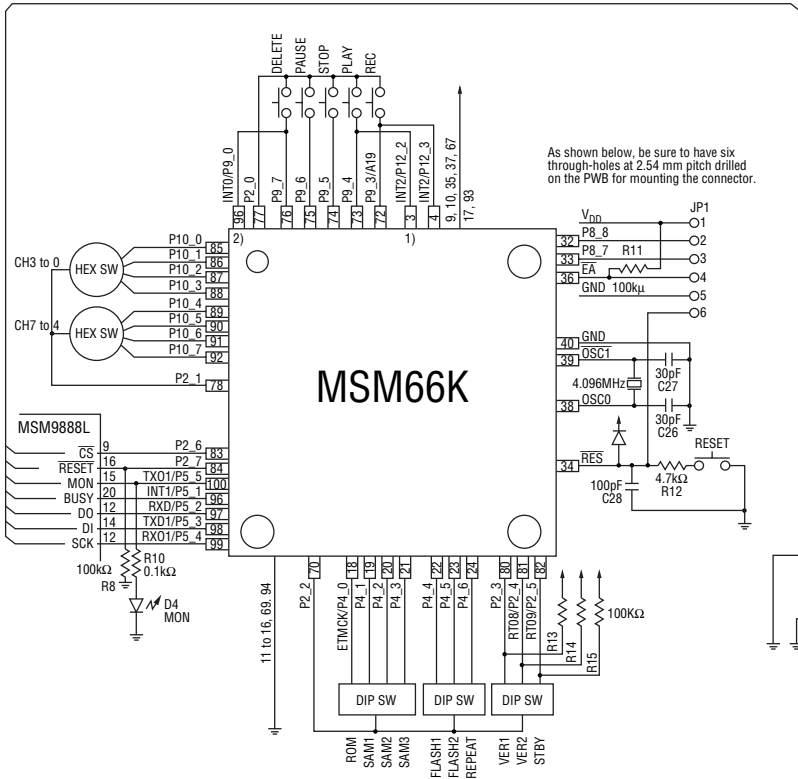 DELETE
PAUSE
STOP
PLAY
REC
INT0/P9_0
P2_0
P9_7
P9_6
P9_5
P9_4
P9_3/A19
INT2/P12_2
INT2/P12_3
9, 10, 35, 37, 67
17, 93
96
77
76
75
74
73
72
3
4
2)
1)
As shown below, be sure to have six
through-holes at 2.54 mm pitch drilled
on the PWB for mounting the connector.
JP1
VDD
1
32 P8_8 2
33 P8_7 R11 3
36 EA 4
GND 100kμ 5
6
CH3 to 0
HEX SW
P10_0 85
P10_1 86
P10_2 87
P10_3 88
CH7 to 4
HEX SW
P10_4 89
P10_5 90
P10_6 91
P10_7 92
P2_1 78
MSM66K
40 GND
39 OSC1
30pF
C27
4.096MHz
38 OSC0
30pF
C26
34 RES
RESET
4.7kΩ
R12
100pF
C28
MSM9888L
CS 9 P2_6 83
RESET 16 P2_7 84
MON 15 TXO1/P5_5 100
BUSY 20 INT1/P5_1 96
DO 12 RXD/P5_2 97
DI 14 TXD1/P5_3 98
SCK 12 RXO1/P5_4 99
100kΩ
R8
R10
0.1kΩ
D4
MON
11 to 16, 69. 94
70
18
19
20
21
22
23
24
80
81
82
P2_2
ETMCK/P4_0
P4_1
P4_2
P4_3
P4_4
P4_5
P4_6
P2_3
RT08/P2_4
RT09/P2_5
R13
R14
R15
100KΩ
DIP SW
DIP SW
DIP SW
ROM
SAM1
SAM2
SAM3
FLASH1
FLASH2
REPEAT
VER1
VER2
STBY